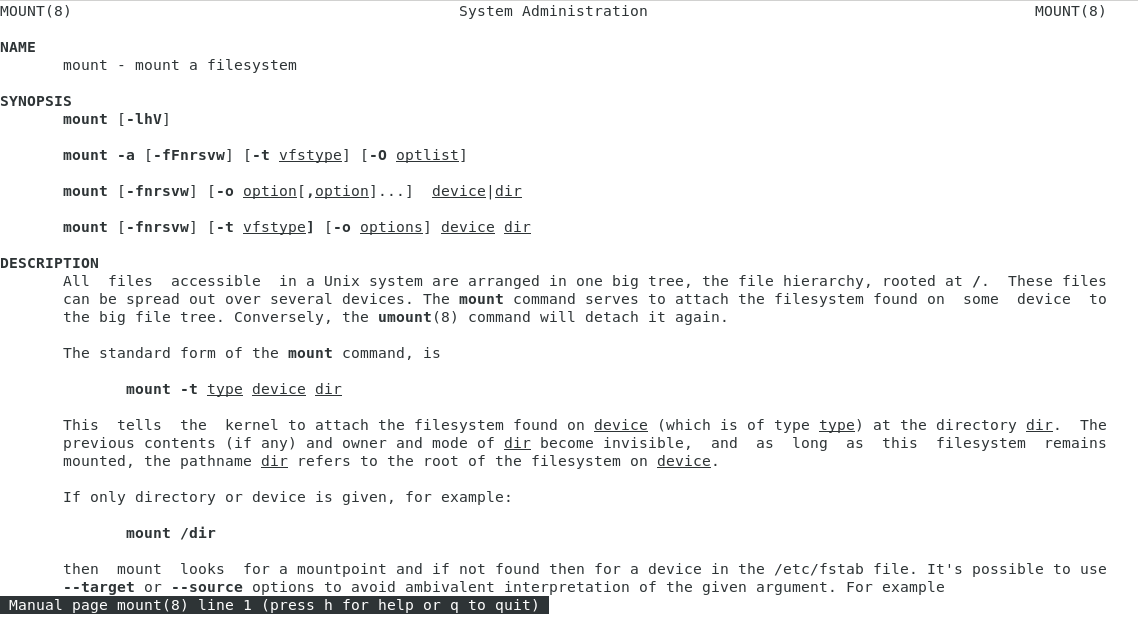 MOUNT(8)                                           System Administration                                           MOUNT(8)
NAME
mount - mount a filesystem
SYNOPSIS
mount [-lhV]
mount -a [-fFnrsvw] [-t vfstype] [-O optlist]
mount [-fnrsvw] [-o option[,option]...]  device|dir
mount [-fnrsvw] [-t vfstype] [-o options] device dir
DESCRIPTION
All  files  accessible  in a Unix system are arranged in one big tree, the file hierarchy, rooted at /.  These files
can be spread out over several devices. The mount command serves to attach the filesystem found on  some  device  to
the big file tree. Conversely, the umount(8) command will detach it again.
The standard form of the mount command, is
mount -t type device dir
This  tells  the  kernel to attach the filesystem found on device (which is of type type) at the directory dir.  The
previous contents (if any) and owner and mode of dir become invisible,  and  as  long  as  this  filesystem  remains
mounted, the pathname dir refers to the root of the filesystem on device.
If only directory or device is given, for example:
mount /dir
then  mount  looks  for a mountpoint and if not found then for a device in the /etc/fstab file. It's possible to use
--target or --source options to avoid ambivalent interpretation of the given argument. For example
Manual page mount(8) line 1 (press h for help or q to quit)